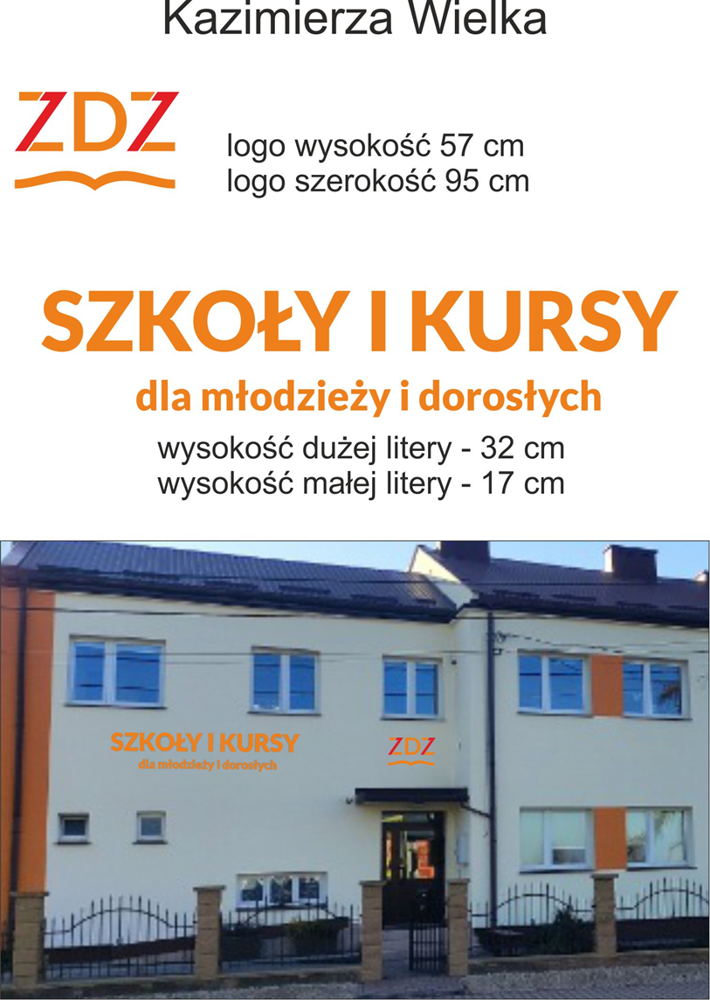 Kazimierza Wielka
ZDZ
logo wysokość 57 cm
logo szerokość 95 cm
SZKOŁY I KURSY
dla młodzieży i dorosłych
wysokość dużej litery - 32 cm
wysokość małej litery - 17 cm
SZKOŁY I KURSY
dla młodzieży i dorosłych
ZDZ